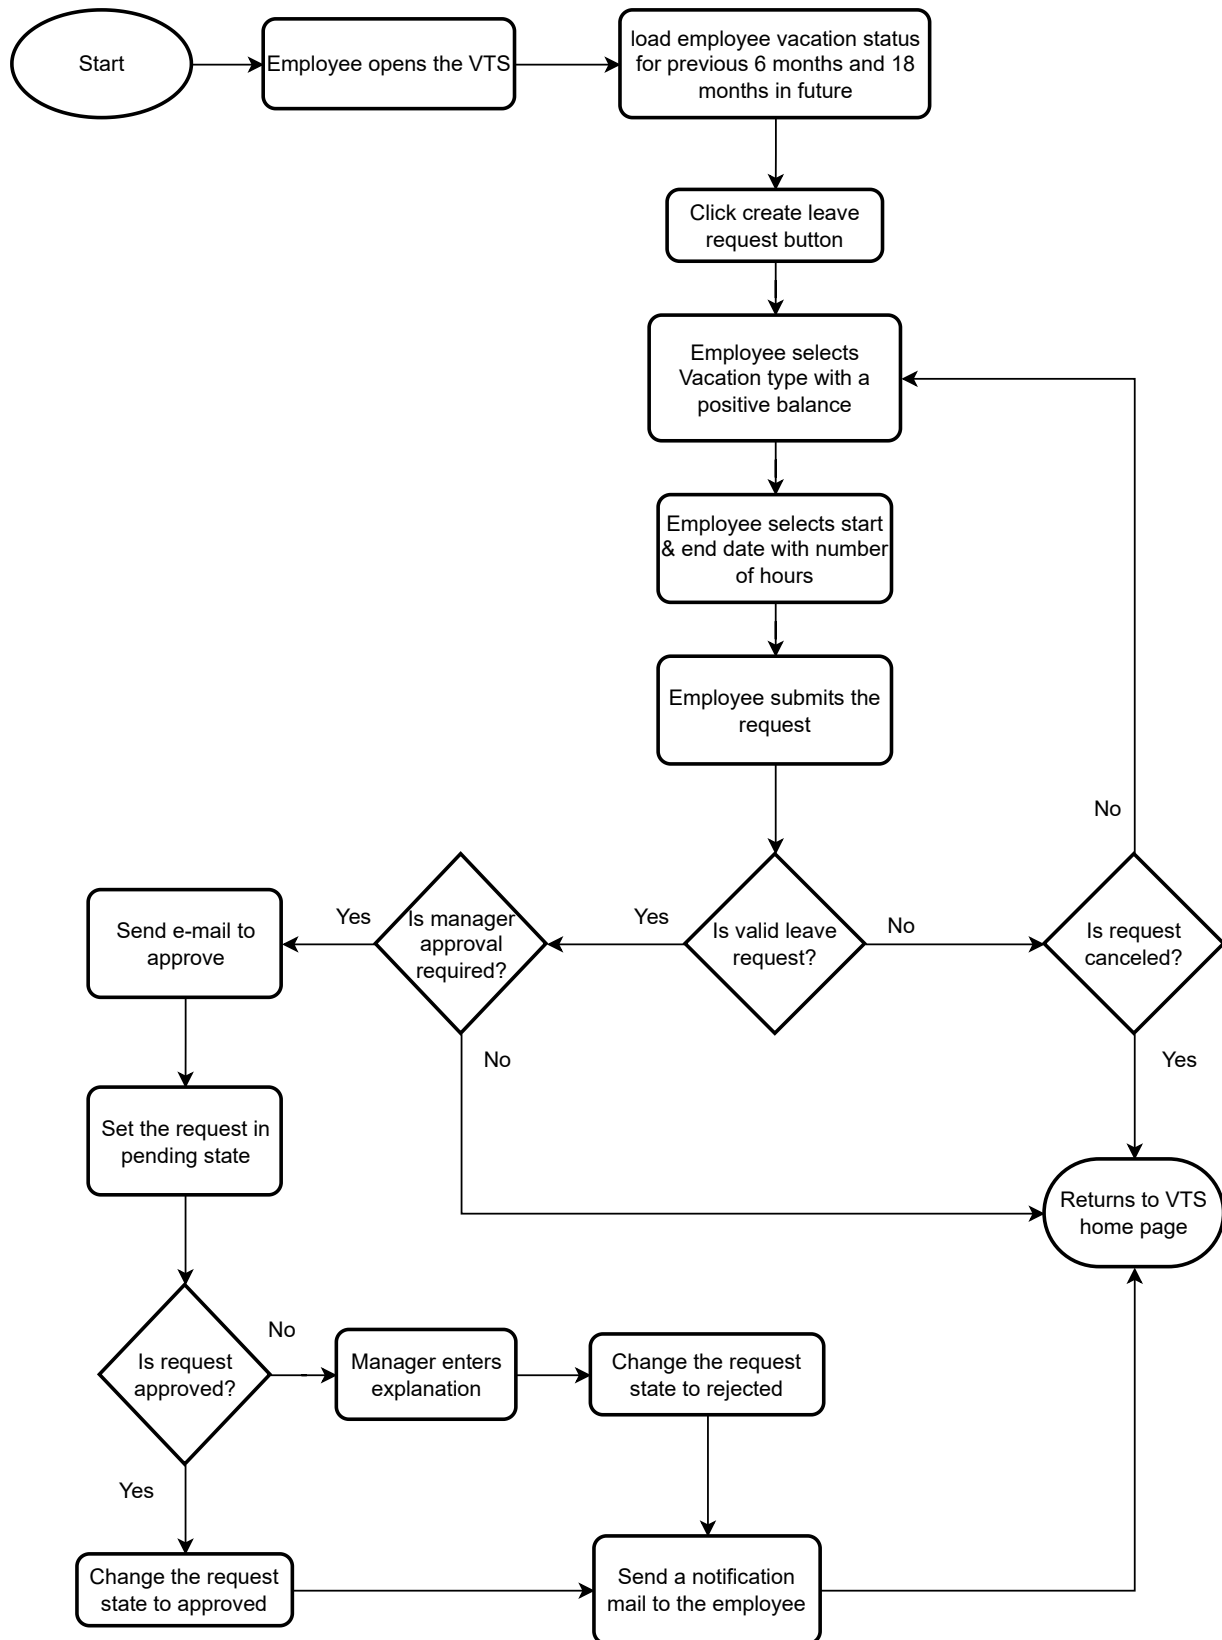 Start
Employee opens the VTS
load employee vacation status
for previous 6 months and 18
months in future
Click create leave
request button
Employee selects
Vacation type with a
positive balance
Employee selects start
& end date with number
of hours
Employee submits the
request
No
Is manager
approval
required?
Yes
Yes
Is valid leave
request?
No
Is request
canceled?
Send e-mail to
approve
No
Yes
Set the request in
pending state
Returns to VTS
home page
Is request
approved?
No
Manager enters
explanation
Change the request
state to rejected
Yes
Change the request
state to approved
Send a notification
mail to the employee